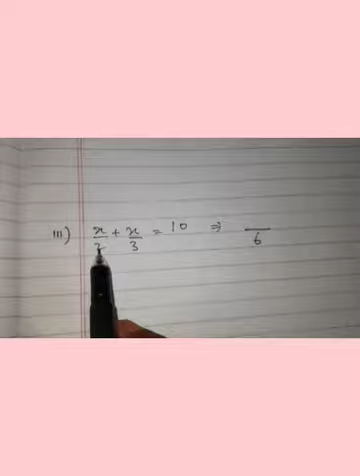 III) x/2 + x/3 = 10 ⇒ —/6